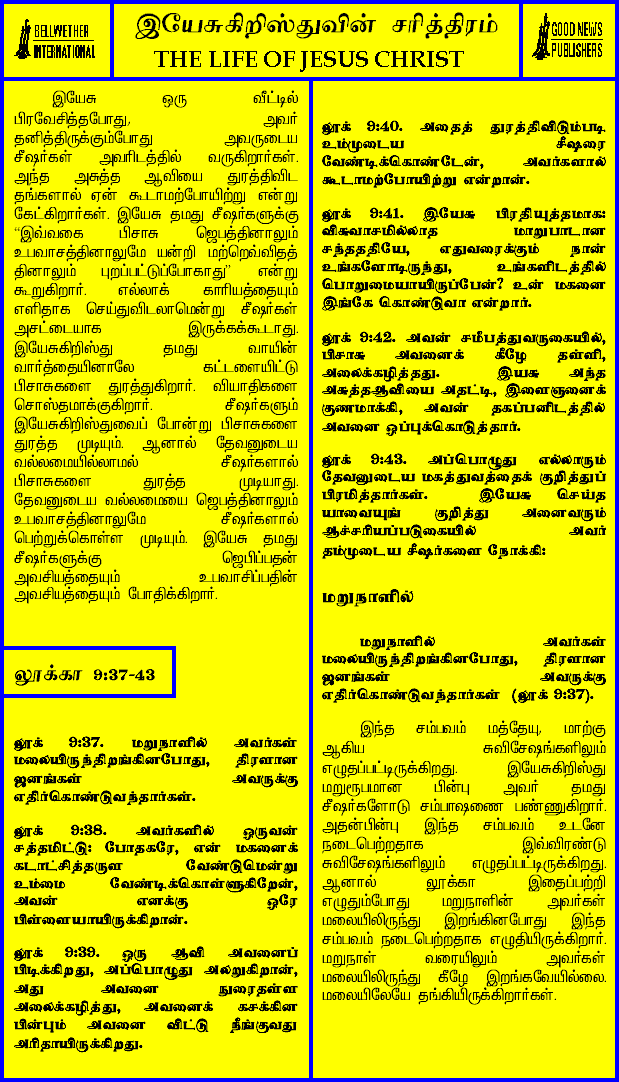 BELLWETHER
INTERNATIONAL
இயேசுகிறிஸ்துவின் சரித்திரம்
THE LIFE OF JESUS CHRIST
GOOD NEWS
PUBLISHERS
இயேசு ஒரு வீட்டில்
பிரவேசித்தபோது, அவர்
தனித்திருக்கும்போது அவருடைய
சீஷர்கள் அவரிடத்தில் வருகிறார்கள்.
அந்த அசுத்த ஆவியை துரத்திவிட
தங்களால் ஏன் கூடாமற்போயிற்று என்று
கேட்கிறார்கள். இயேசு தமது சீஷர்களுக்கு
“இவ்வகை பிசாசு ஜெபத்தினாலும்
உபவாசத்தினாலுமே யன்றி மற்றெவ்வித
தினாலும் புறப்பட்டுப்போகாது” என்று
கூறுகிறார். எல்லாக் காரியத்தையும்
எளிதாக செய்துவிடலாமென்று சீஷர்கள்
அசட்டையாக இருக்கக்கூடாது.
இயேசுகிறிஸ்து தமது வாயின்
வார்த்தையினாலே கட்டளையிட்டு
பிசாசுகளை துரத்துகிறார். வியாதிகளை
சொஸ்தமாக்குகிறார். சீஷர்களும்
இயேசுகிறிஸ்துவைப் போன்று பிசாசுகளை
துரத்த முடியும். ஆனால் தேவனுடைய
வல்லமையில்லாமல் சீஷர்களால்
பிசாசுகளை துரத்த முடியாது.
தேவனுடைய வல்லமையை ஜெபத்தினாலும்
உபவாசத்தினாலுமே சீஷர்களால்
பெற்றுக்கொள்ள முடியும். இயேசு தமது
சீஷர்களுக்கு ஜெபிப்பதன்
அவசியத்தையும் உபவாசிப்பதின்
அவசியத்தையும் போதிக்கிறார்.
லூக்கா 9:37-43
லூக் 9:37. மறுநாளில் அவர்கள்
மலையிருந்திறங்கினபோது, திரளான
ஜனங்கள் அவருக்கு
எதிர்கொண்டுவந்தார்கள்.
லூக் 9:38. அவர்களில் ஒருவன்
சத்தமிட்டு: போதகரே, என் மகனைக்
கடாட்சித்தருள வேண்டுமென்று
உம்மை வேண்டிக்கொள்ளுகிறேன்,
அவன் எனக்கு ஒரே
பிள்ளையாயிருக்கிறான்.
லூக் 9:39. ஒரு ஆவி அவனைப்
பிடிக்கிறது, அப்பொழுது அலறுகிறான்,
அது அவனை நுரைதள்ள
அலைக்கழித்து, அவனைக் கசக்கின
பின்பும் அவனை விட்டு நீங்குவது
அரிதாயிருக்கிறது.
லூக் 9:40. அதைத் துரத்திவிடும்படி
உம்முடைய சீஷரை
வேண்டிக்கொண்டேன், அவர்களால்
கூடாமற்போயிற்று என்றான்.
லூக் 9:41. இயேசு பிரதியுத்தமாக:
விசுவாசமில்லாத மாறுபாடான
சந்தததியே, எதுவரைக்கும் நான்
உங்களோடிருந்து, உங்களிடத்தில்
பொறுமையாயிருப்பேன்? உன் மகனை
இங்கே கொண்டுவா என்றார்.
லூக் 9:42. அவன் சமீபத்துவருகையில்,
பிசாசு அவனைக் கீழே தள்ளி,
அலைக்கழித்தது. இயசு அந்த
அசுத்தஆவியை அதட்டி, இளைஞனைக்
குணமாக்கி, அவன் தகப்பனிடத்தில்
அவனை ஒப்புக்கொடுத்தார்.
லூக் 9:43. அப்பொழுது எல்லாரும்
தேவனுடைய மகத்துவத்தைக் குறித்துப்
பிரமித்தார்கள். இயேசு செய்த
யாவையுங் குறித்து அனைவரும்
ஆச்சரியப்படுகையில் அவர்
தம்முடைய சீஷர்களை நோக்கி:
மறுநாளில்
மறுநாளில் அவர்கள்
மலையிருந்திறங்கினபோது, திரளான
ஜனங்கள் அவருக்கு
எதிர்கொண்டுவந்தார்கள் (லூக் 9:37).
இந்த சம்பவம் மத்தேயு, மாற்கு
ஆகிய சுவிசேஷங்களிலும்
எழுதப்பட்டிருக்கிறது. இயேசுகிறிஸ்து
மறுரூபமான பின்பு அவர் தமது
சீஷர்களோடு சம்பாஷணை பண்ணுகிறார்.
அதன்பின்பு இந்த சம்பவம் உடனே
நடைபெற்றதாக இவ்விரண்டு
சுவிசேஷங்களிலும் எழுதப்பட்டிருக்கிறது.
ஆனால் லூக்கா இதைப்பற்றி
எழுதும்போது மறுநாளின் அவர்கள்
மலையிலிருந்து இறங்கினபோது இந்த
சம்பவம் நடைபெற்றதாக எழுதியிருக்கிறார்.
மறுநாள் வரையிலும் அவர்கள்
மலையிலிருந்து கீழே இறங்கவேயில்லை.
மலையிலேயே தங்கியிருக்கிறார்கள்.